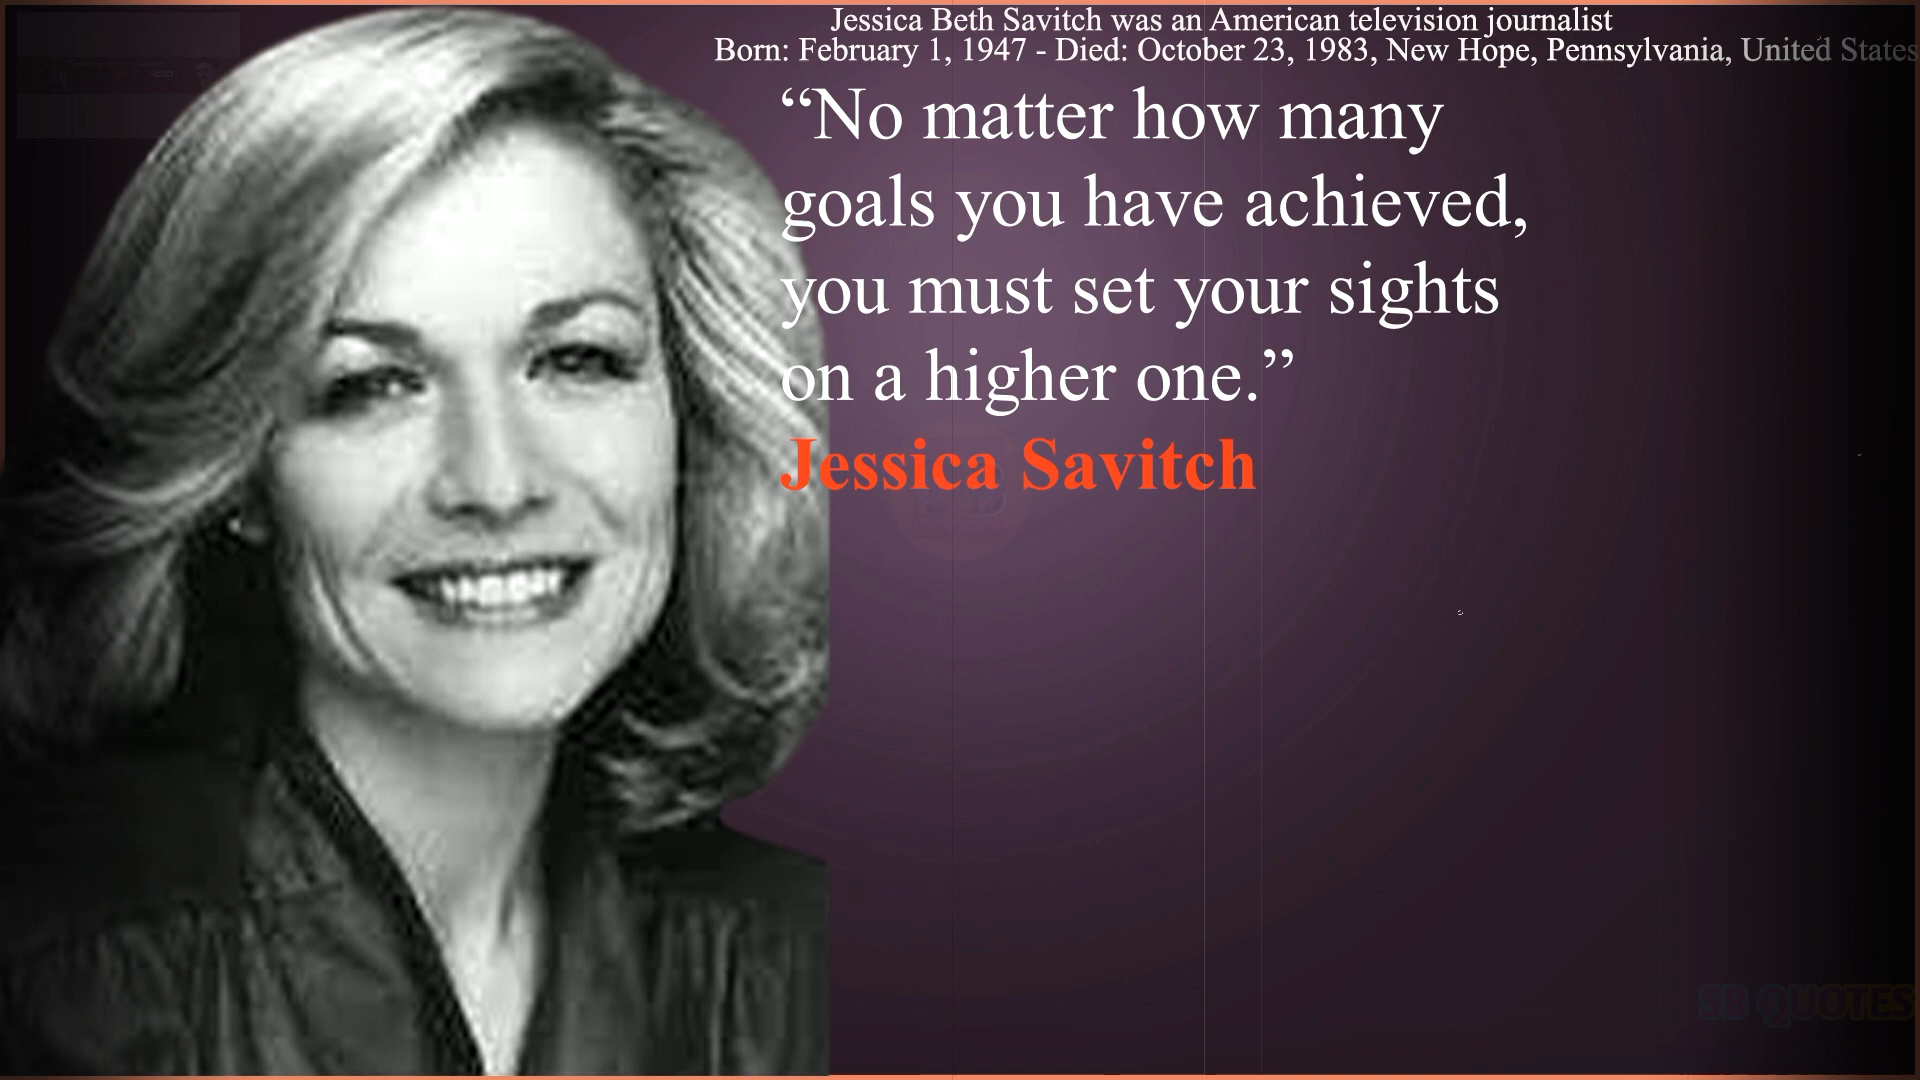 Jessica Beth Savitch was an American television journalist
Born: February 1, 1947 - Died: October 23, 1983, New Hope, Pennsylvania, United States
“No matter how many
goals you have achieved,
you must set your sights
on a higher one.”
Jessica Savitch
SB QUOTES